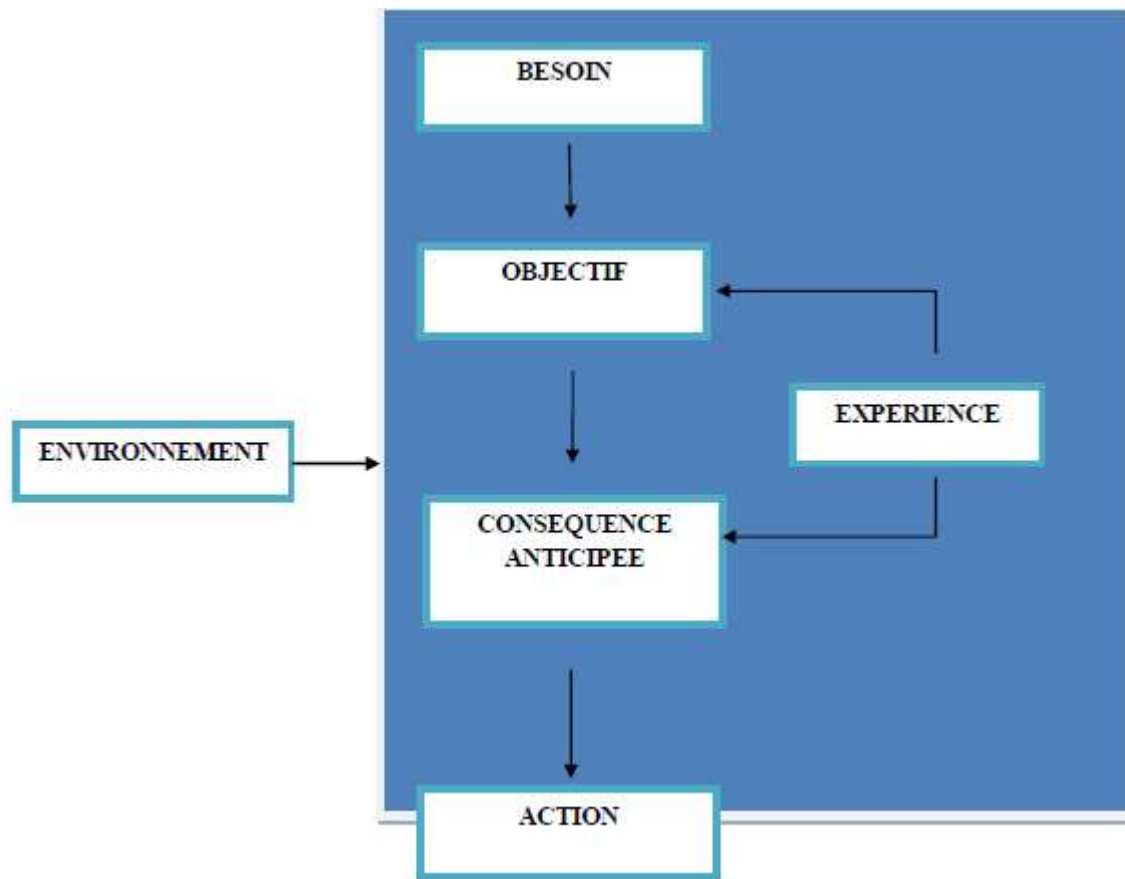 BESOIN
OBJECTIF
EXPERIENCE
ENVIRONNEMENT
CONSEQUENCE
ANTICIPEE
ACTION